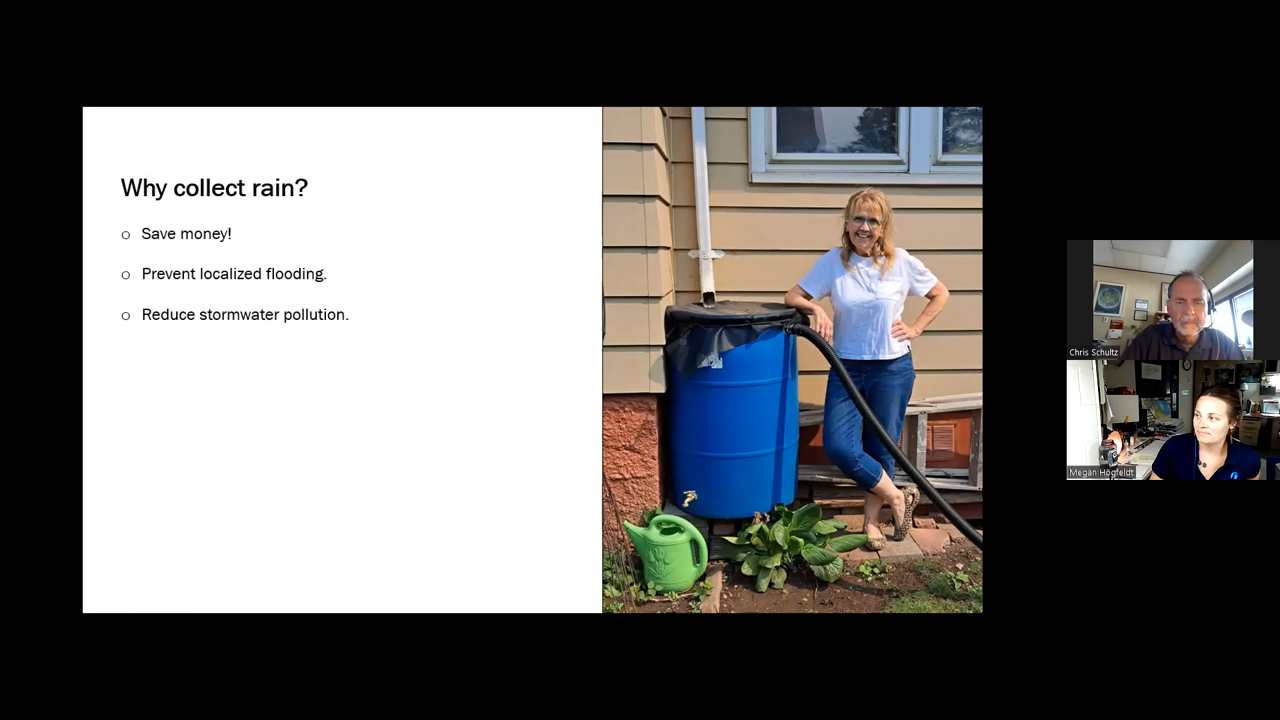 Why collect rain?
○ Save money!
○ Prevent localized flooding.
○ Reduce stormwater pollution.
Chris Schultz
Megan Hogfeldt